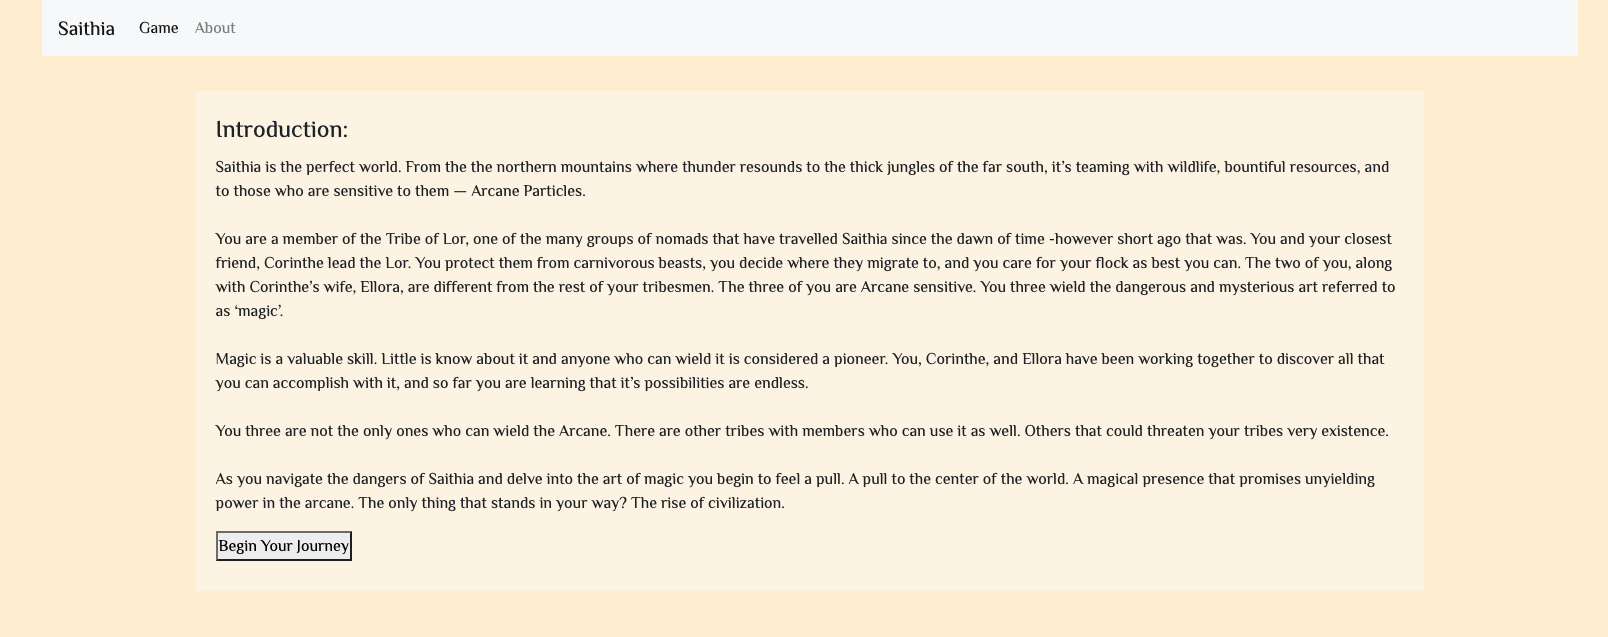 Saithia Game About
Introduction:
Saithia is the perfect world. From the the northern mountains where thunder resounds to the thick jungles of the far south, it’s teaming with wildlife, bountiful resources, and
to those who are sensitive to them — Arcane Particles.
You are a member of the Tribe of Lor, one of the many groups of nomads that have travelled Saithia since the dawn of time -however short ago that was. You and your closest
friend, Corinthe lead the Lor. You protect them from carnivorous beasts, you decide where they migrate to, and you care for your flock as best you can. The two of you, along
with Corinthe’s wife, Ellora, are different from the rest of your tribesmen. The three of you are Arcane sensitive. You three wield the dangerous and mysterious art referred to
as ‘magic’.
Magic is a valuable skill. Little is know about it and anyone who can wield it is considered a pioneer. You, Corinthe, and Ellora have been working together to discover all that
you can accomplish with it, and so far you are learning that it’s possibilities are endless.
You three are not the only ones who can wield the Arcane. There are other tribes with members who can use it as well. Others that could threaten your tribes very existence.
As you navigate the dangers of Saithia and delve into the art of magic you begin to feel a pull. A pull to the center of the world. A magical presence that promises unyielding
power in the arcane. The only thing that stands in your way? The rise of civilization.
Begin Your Journey